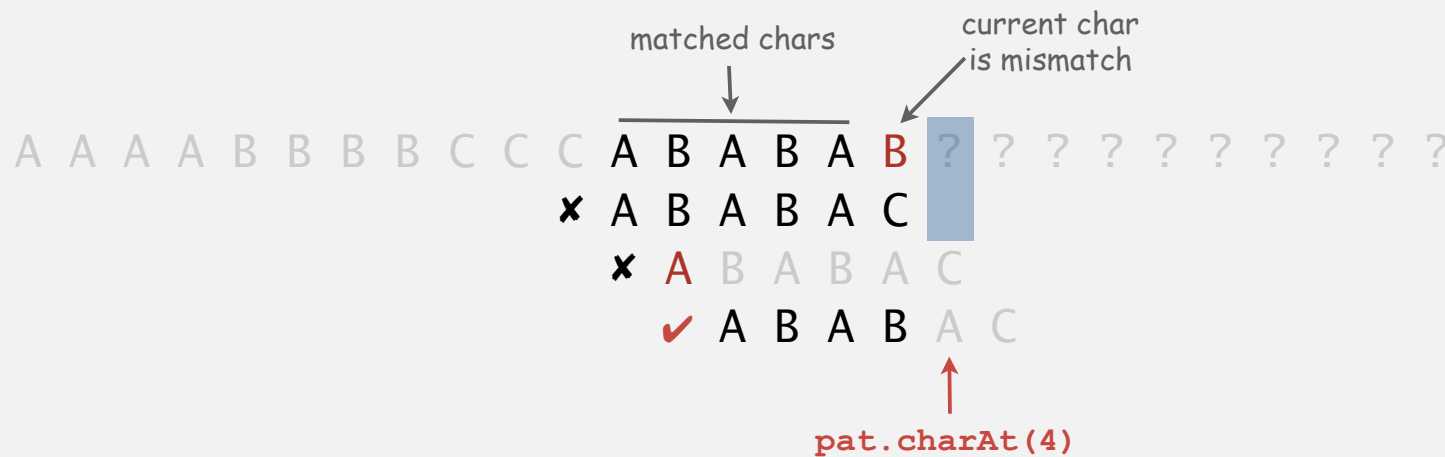 matched chars
current char
is mismatch
A A A A B B B B C C C A B A B A B ? ? ? ? ? ? ? ? ? ?
✘ A B A B A C
✘ A B A B A C
✔ A B A B A C
pat.charAt(4)